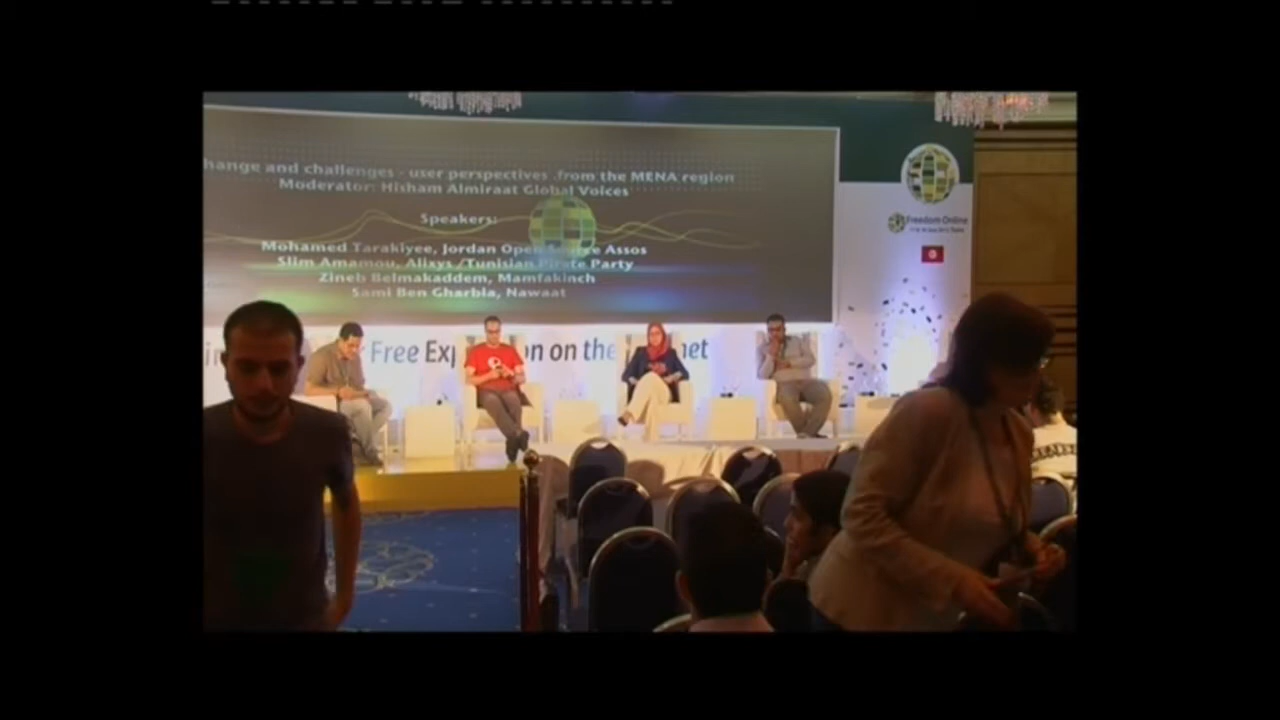 hange and challenges - user perspectives .from the MENA region
Moderator: Hisham Almiraat Global Voices
Speakers:
Mohamed Tarakiyee, Jordan Open Source Assos
Slim Amamou, Alixys /Tunisian Pirate Party
Zineb Belmakaddem, Mamfakinch
Sami Ben Gharbia, Nawaat
Freedom Online
Free Exp on on the net